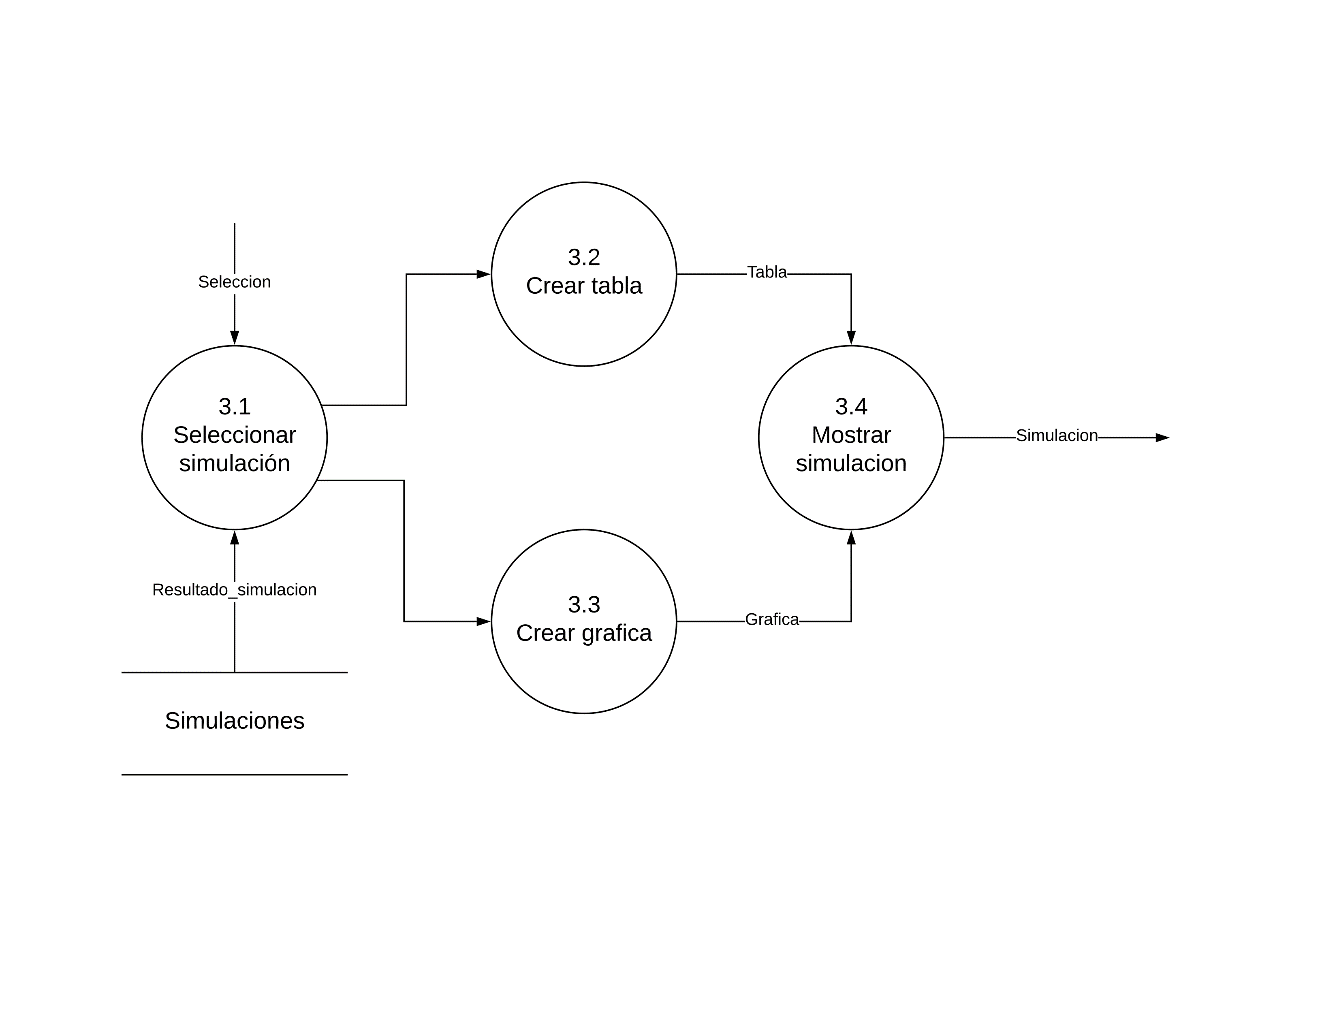 3.2
Crear tabla
Tabla
Seleccion
3.1
Seleccionar
simulación
3.4
Mostrar
simulacion
Simulacion
Resultado_simulacion
3.3
Crear grafica
Grafica
Simulaciones